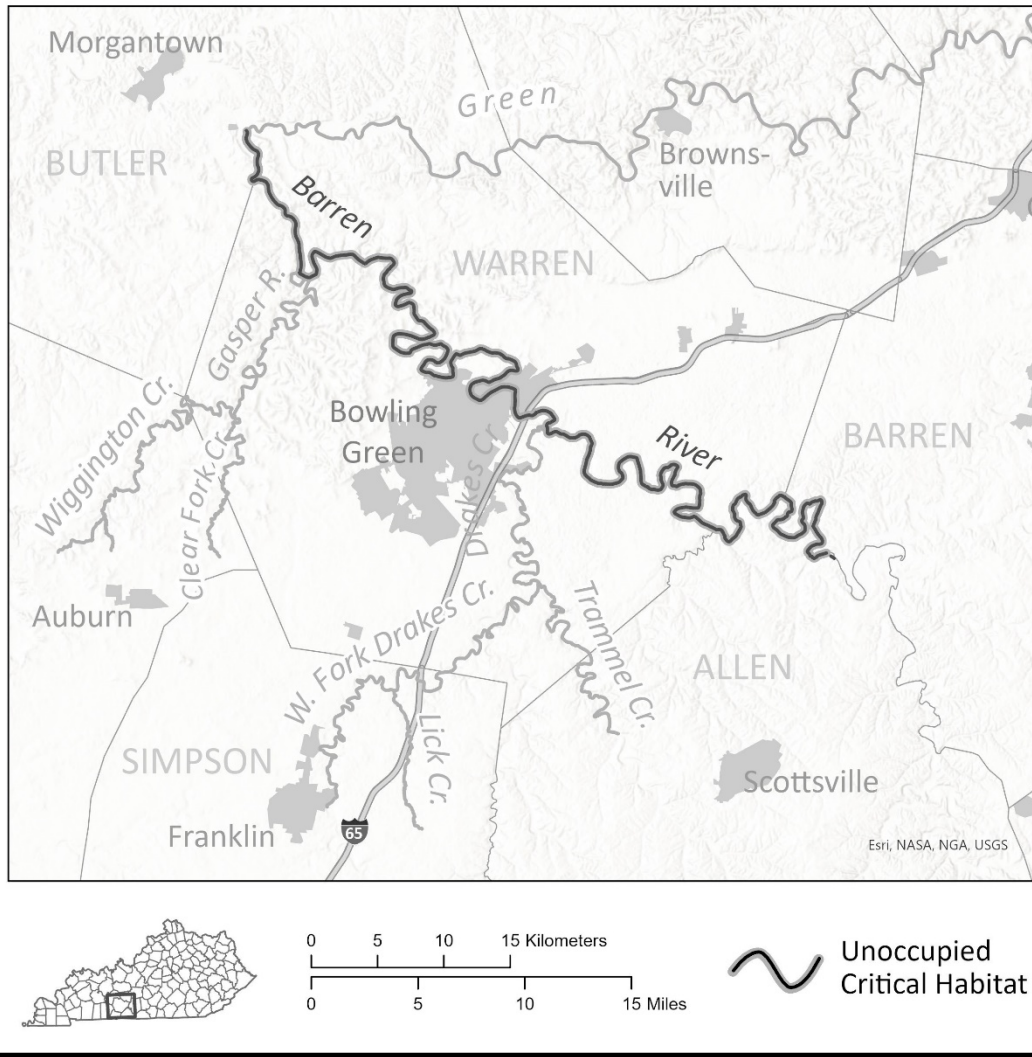 Morgantown
Green
BUTLER
Browns-
ville
Barren
WARREN
Gasper R.
Wiggington Cr.
Bowling
Green
River
BARREN
Clear Fork Cr.
Drakes Cr.
Auburn
W. Fork Drakes Cr.
Trammel Cr.
ALLEN
Lick Cr.
SIMPSON
Scottsville
Franklin
65
Esri, NASA, NGA, USGS
0 5 10 15 Kilometers
0 5 10 15 Miles
Unoccupied
Critical Habitat